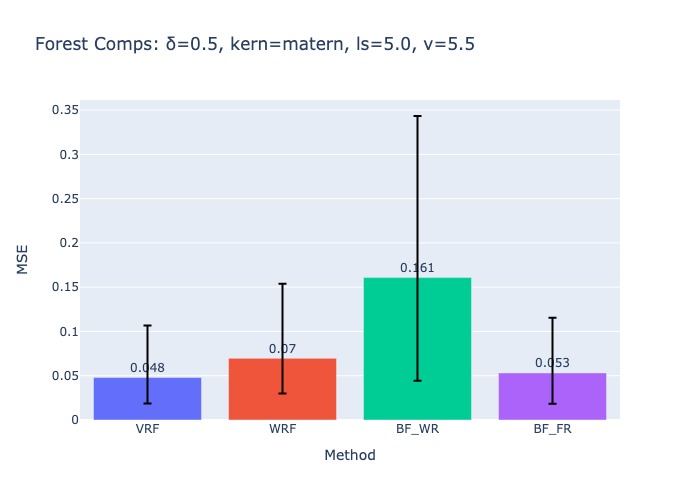 Forest Comps: δ=0.5, kern=matern, ls=5.0, v=5.5
0.35
0.3
0.25
0.2
0.15
0.1
0.05
0
MSE
0.048
0.07
0.161
0.053
VRF
WRF
BF_WR
BF_FR
Method